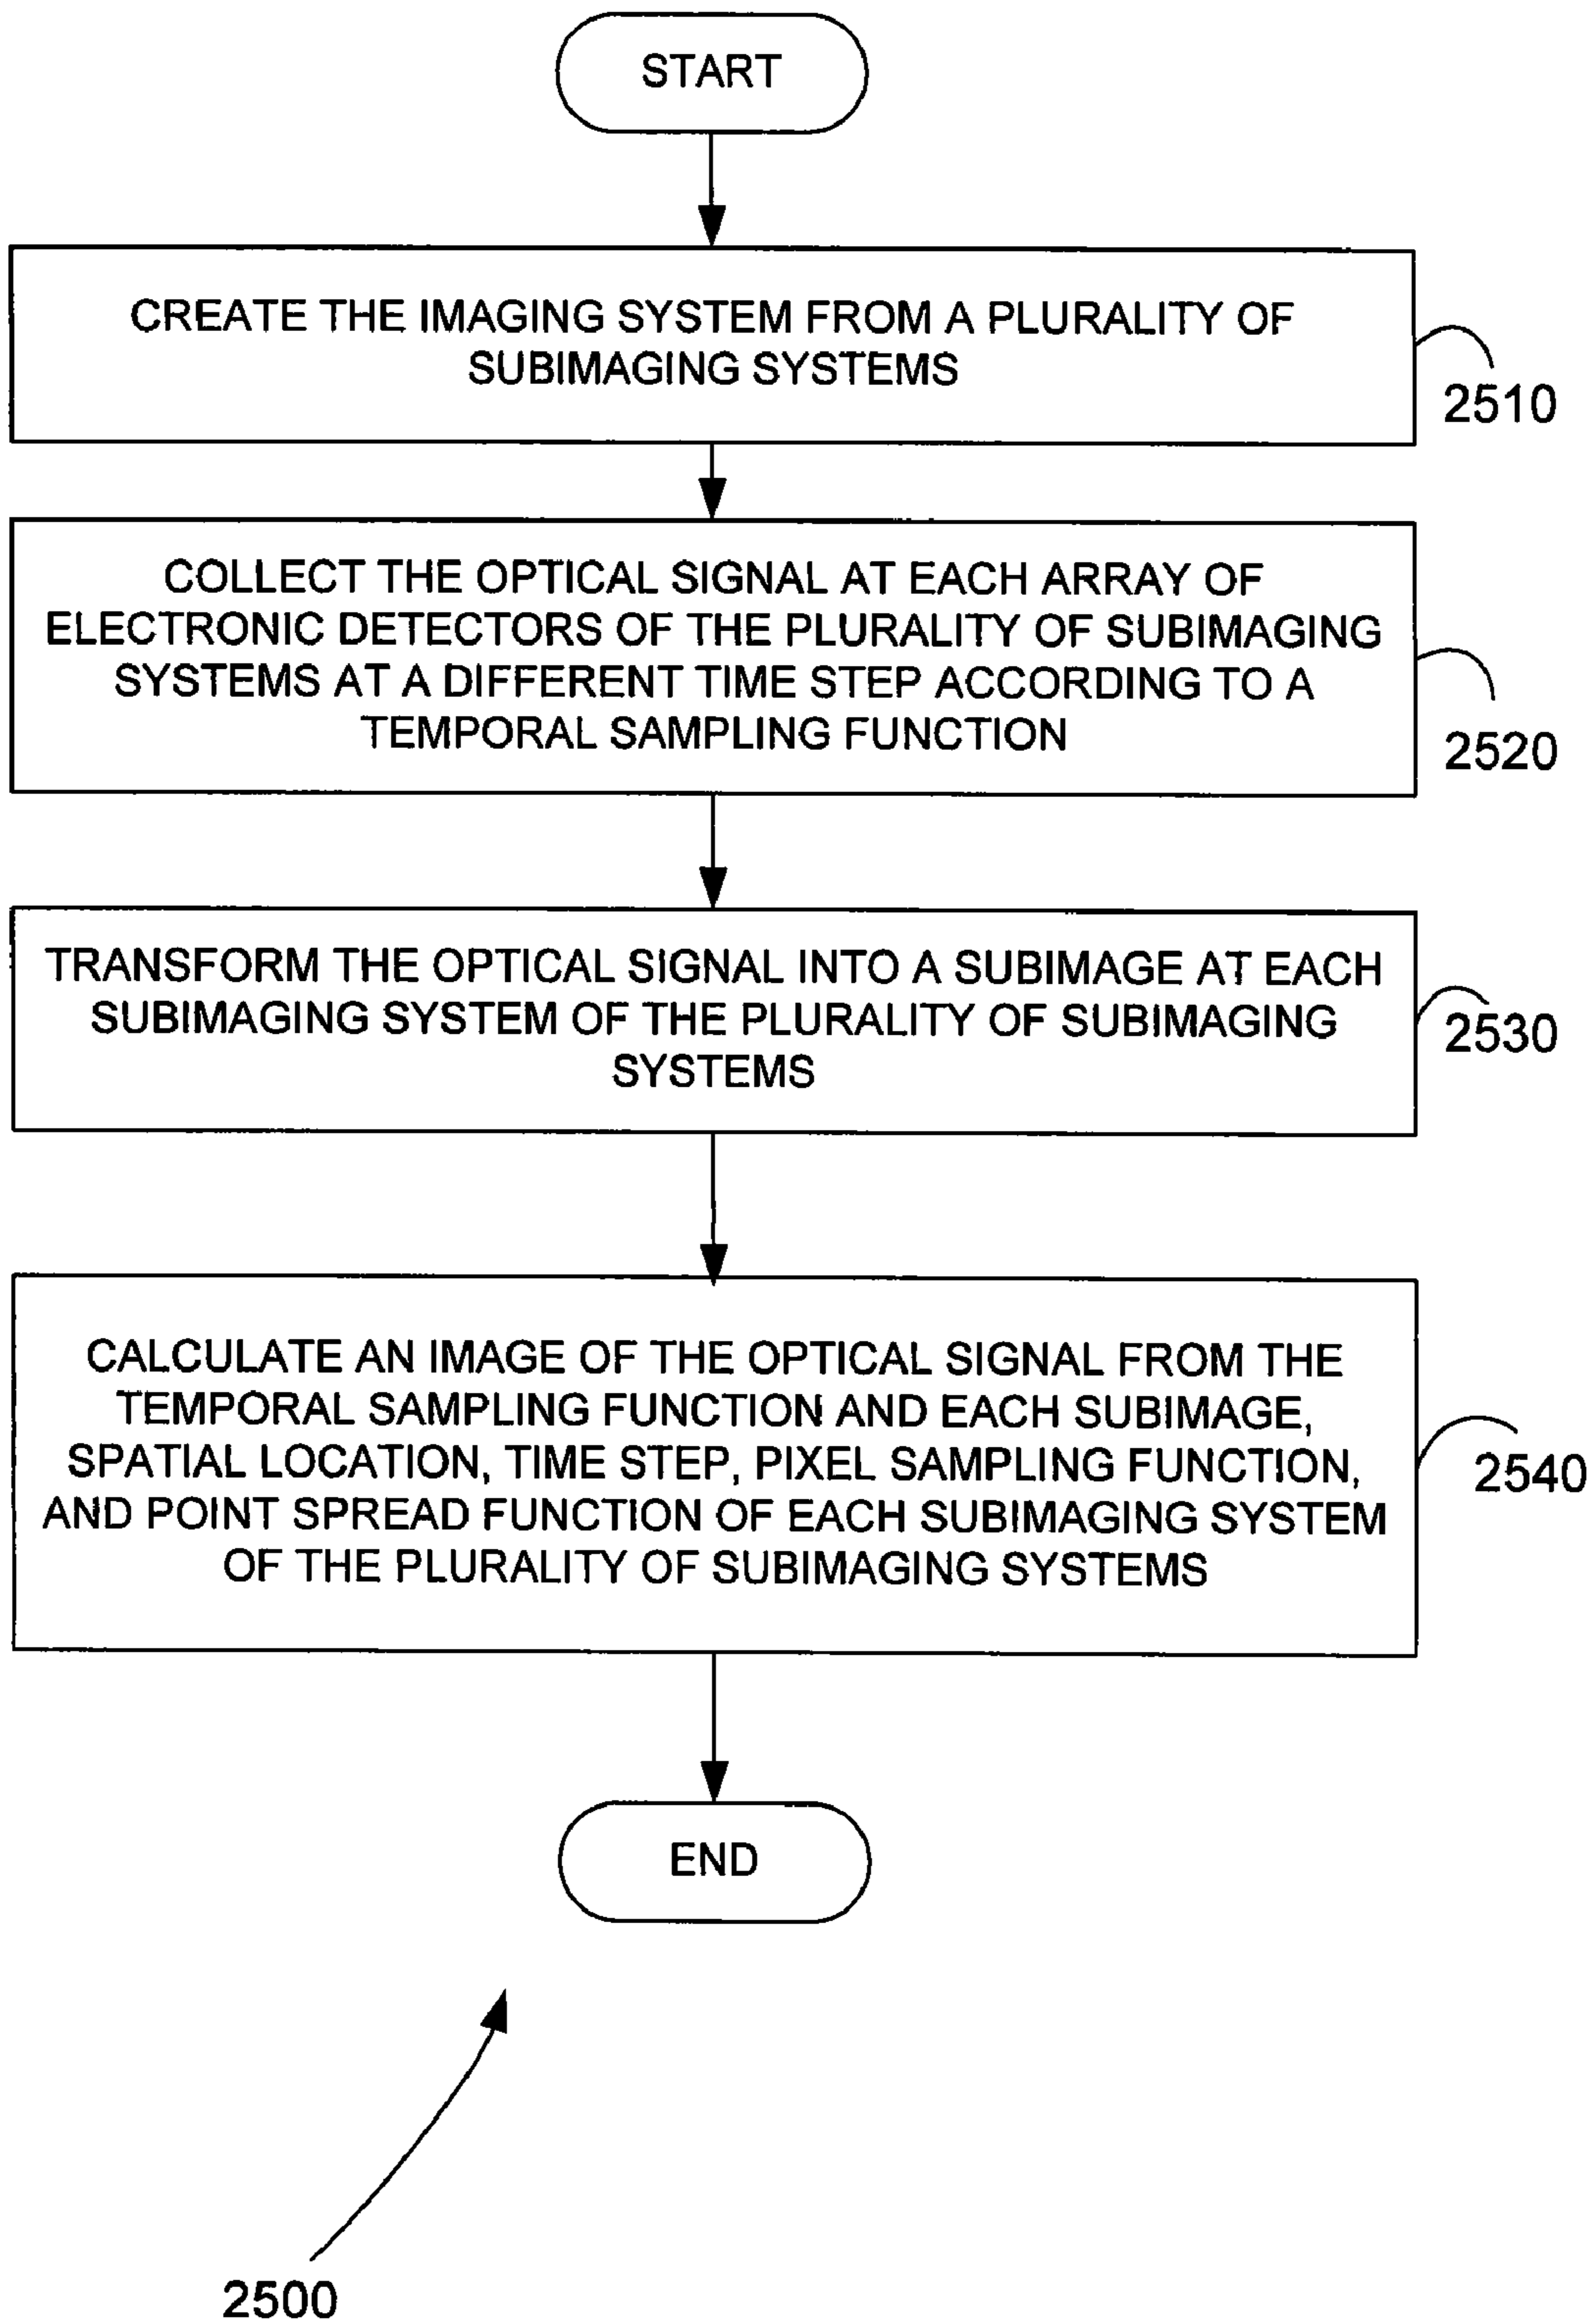 START
CREATE THE IMAGING SYSTEM FROM A PLURALITY OF
SUBIMAGING SYSTEMS
2510
COLLECT THE OPTICAL SIGNAL AT EACH ARRAY OF
ELECTRONIC DETECTORS OF THE PLURALITY OF SUBIMAGING
SYSTEMS AT A DIFFERENT TIME STEP ACCORDING TO A
TEMPORAL SAMPLING FUNCTION
2520
TRANSFORM THE OPTICAL SIGNAL INTO A SUBIMAGE AT EACH
SUBIMAGING SYSTEM OF THE PLURALITY OF SUBIMAGING
SYSTEMS
2530
CALCULATE AN IMAGE OF THE OPTICAL SIGNAL FROM THE
TEMPORAL SAMPLING FUNCTION AND EACH SUBIMAGE,
SPATIAL LOCATION, TIME STEP, PIXEL SAMPLING FUNCTION,
AND POINT SPREAD FUNCTION OF EACH SUBIMAGING SYSTEM
OF THE PLURALITY OF SUBIMAGING SYSTEMS
2540
END
2500